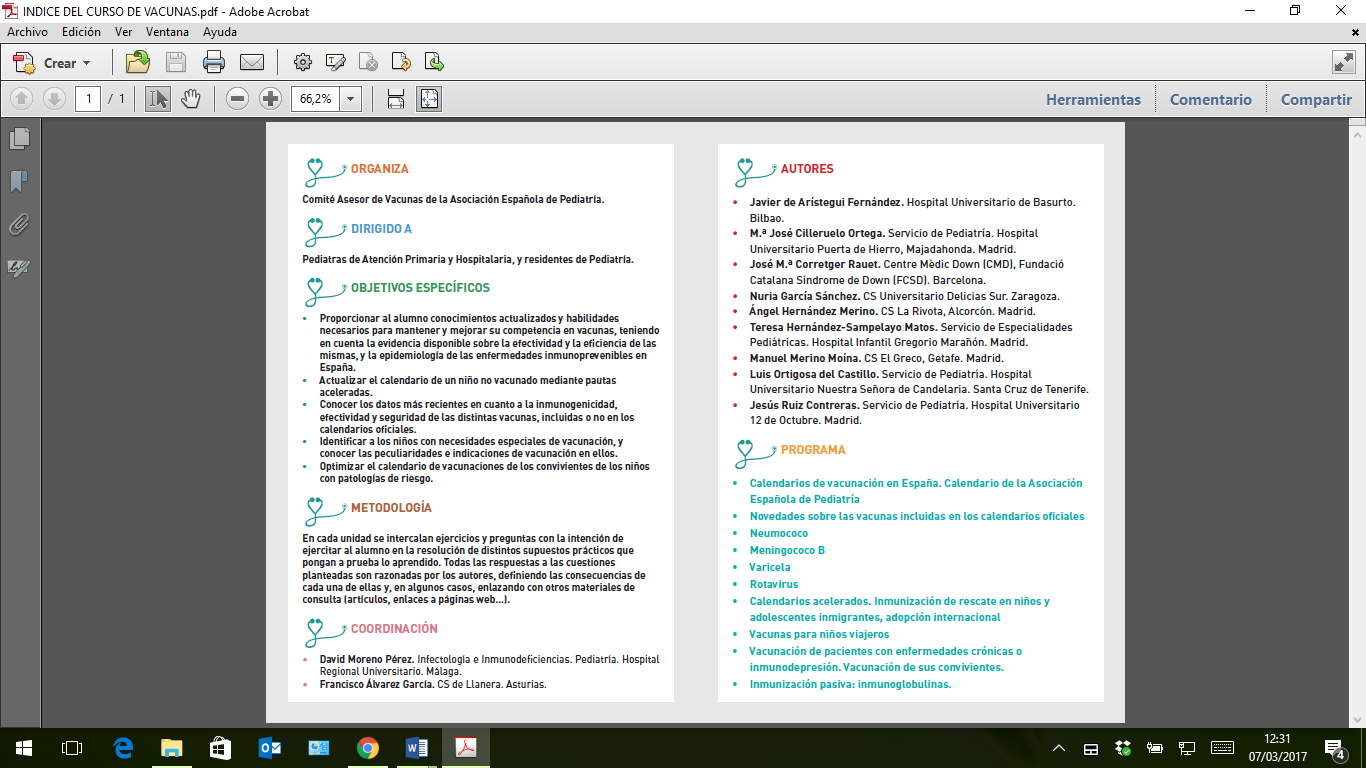 INDICE DEL CURSO DE VACUNAS.pdf - Adobe Acrobat
Archivo Edición Ver Ventana Ayuda
Crear
1 / 1 66,2% Herramientas Comentario Compartir
ORGANIZA
Comité Asesor de Vacunas de la Asociación Española de Pediatría.
DIRIGIDO A
Pediatras de Atención Primaria y Hospitalaria, y residentes de Pediatría.
OBJETIVOS ESPECÍFICOS
• Proporcionar al alumno conocimientos actualizados y habilidades
necesarios para mantener y mejorar su competencia en vacunas, teniendo
en cuenta la evidencia disponible sobre la efectividad y la eficiencia de las
mismas, y la epidemiología de las enfermedades inmunoprevenibles en
España.
• Actualizar el calendario de un niño no vacunado mediante pautas
aceleradas.
• Conocer los datos más recientes en cuanto a la inmunogenicidad,
efectividad y seguridad de las distintas vacunas, incluidas o no en los
calendarios oficiales.
• Identificar a los niños con necesidades especiales de vacunación, y
conocer las peculiaridades e indicaciones de vacunación en ellos.
• Optimizar el calendario de vacunaciones de los convivientes de los niños
con patologías de riesgo.
METODOLOGÍA
En cada unidad se intercalan ejercicios y preguntas con la intención de
ejercitar al alumno en la resolución de distintos supuestos prácticos que
pongan a prueba lo aprendido. Todas las respuestas a las cuestiones
planteadas son razonadas por los autores, definiendo las consecuencias de
cada una de ellas y, en algunos casos, enlazando con otros materiales de
consulta (artículos, enlaces a páginas web...).
COORDINACIÓN
• David Moreno Pérez. Infectología e Inmunodeficiencias. Pediatría. Hospital
Regional Universitario. Málaga.
• Francisco Álvarez García. CS de Llanera. Asturias.
AUTORES
• Javier de Arístegui Fernández. Hospital Universitario de Basurto.
Bilbao.
• M.ª José Cilleruelo Ortega. Servicio de Pediatría. Hospital
Universitario Puerta de Hierro, Majadahonda. Madrid.
• José M.ª Corretger Rauet. Centre Mèdic Down (CMD), Fundació
Catalana Síndrome de Down (FCSD). Barcelona.
• Nuria García Sánchez. CS Universitario Delicias Sur. Zaragoza.
• Ángel Hernández Merino. CS La Rivota, Alcorcón. Madrid.
• Teresa Hernández-Sampelayo Matos. Servicio de Especialidades
Pediátricas. Hospital Infantil Gregorio Marañón. Madrid.
• Manuel Merino Moína. CS El Greco, Getafe. Madrid.
• Luis Ortigosa del Castillo. Servicio de Pediatría. Hospital
Universitario Nuestra Señora de Candelaria. Santa Cruz de Tenerife.
• Jesús Ruiz Contreras. Servicio de Pediatría. Hospital Universitario
12 de Octubre. Madrid.
PROGRAMA
• Calendarios de vacunación en España. Calendario de la Asociación
Española de Pediatría
• Novedades sobre las vacunas incluidas en los calendarios oficiales
• Neumococo
• Meningococo B
• Varicela
• Rotavirus
• Calendarios acelerados. Inmunización de rescate en niños y
adolescentes inmigrantes, adopción internacional
• Vacunas para niños viajeros
• Vacunación de pacientes con enfermedades crónicas o
inmunodepresión. Vacunación de sus convivientes.
• Inmunización pasiva: inmunoglobulinas.
12:31
07/03/2017
4